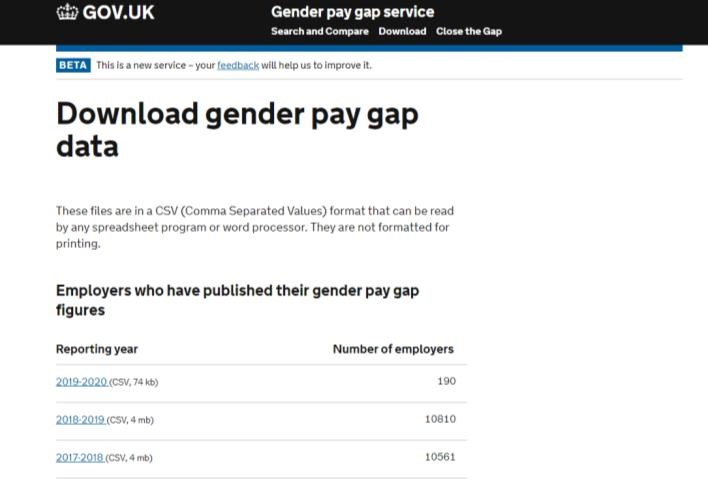 GOV.UK
Gender pay gap service
Search and Compare Download Close the Gap
BETA This is a new service – your feedback will help us to improve it.
Download gender pay gap
data
These files are in a CSV (Comma Separated Values) format that can be read
by any spreadsheet program or word processor. They are not formatted for
printing.
Employers who have published their gender pay gap
figures
Reporting year Number of employers
2019-2020 (CSV, 74 kb) 190
2018-2019 (CSV, 4 mb) 10810
2017-2018 (CSV, 4 mb) 10561